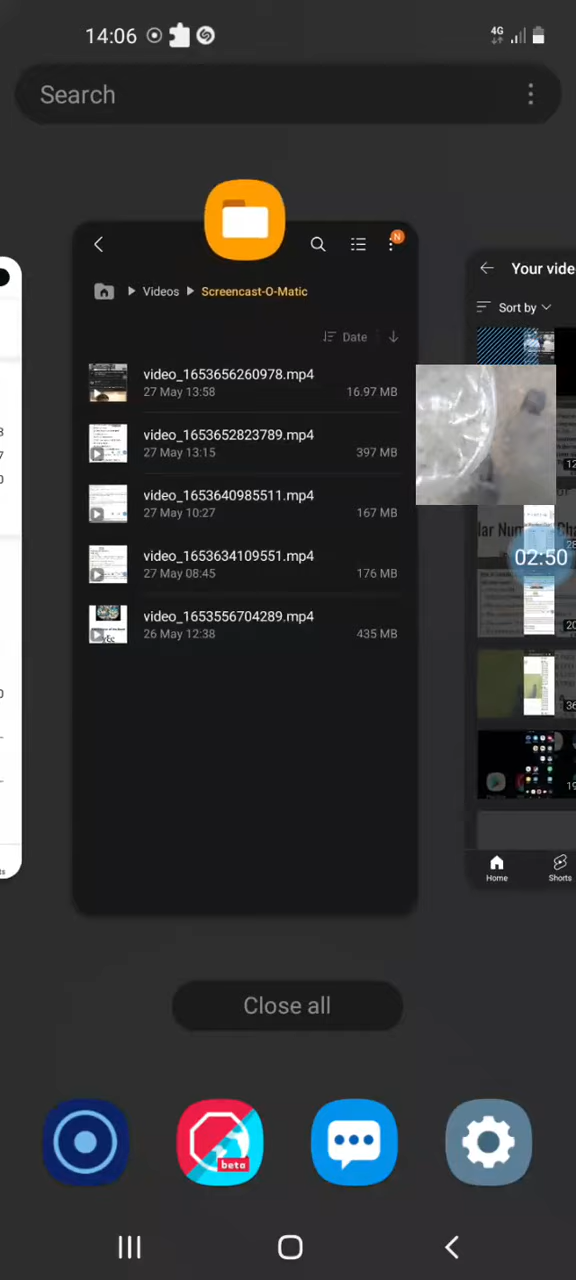 14:06
4G
Search
N
Videos
Screencast-O-Matic
Date
video_1653656260978.mp4
27 May 13:58
16.97 MB
video_1653652823789.mp4
27 May 13:15
397 MB
video_1653640985511.mp4
27 May 10:27
167 MB
video_1653634109551.mp4
27 May 08:45
176 MB
video_1653556704289.mp4
26 May 12:38
435 MB
Your vide
Sort by
02:50
Home
Shorts
Close all
beta